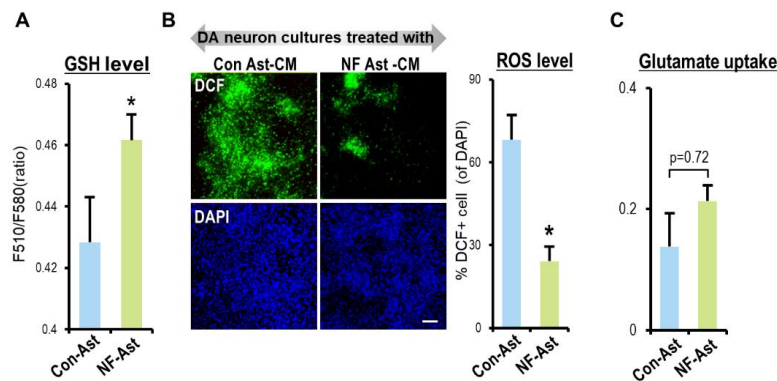 A
GSH level
F510/F580(ratio)
0.48
0.46
0.44
0.42
0.4
*
Con-Ast
NF-Ast
B
DA neuron cultures treated with
Con Ast-CM
NF Ast -CM
DCF
DAPI
ROS level
% DCF+ cell (of DAPI)
90
60
30
0
*
Con-Ast
NF-Ast
C
Glutamate uptake
0.4
0.2
0
p=0.72
Con-Ast
NF-Ast